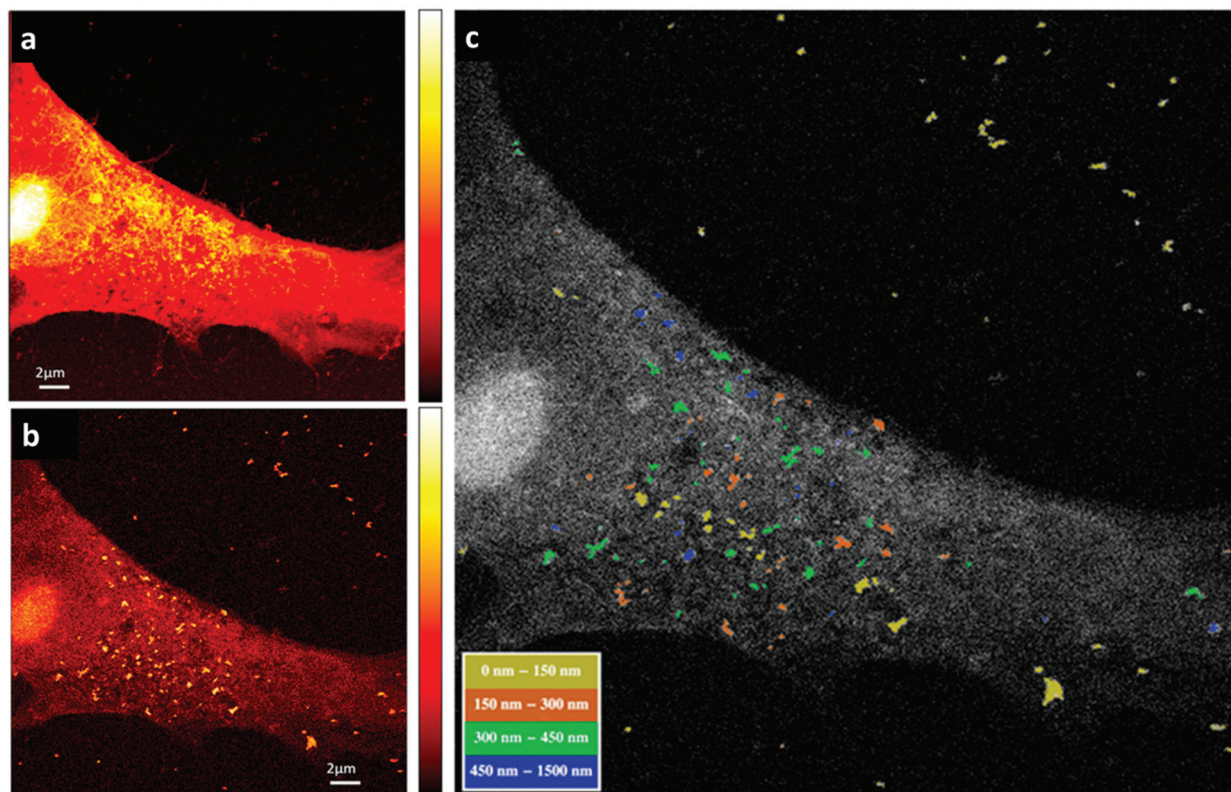 a
2μm
b
2μm
c
0 nm – 150 nm
150 nm – 300 nm
300 nm – 450 nm
450 nm – 1500 nm